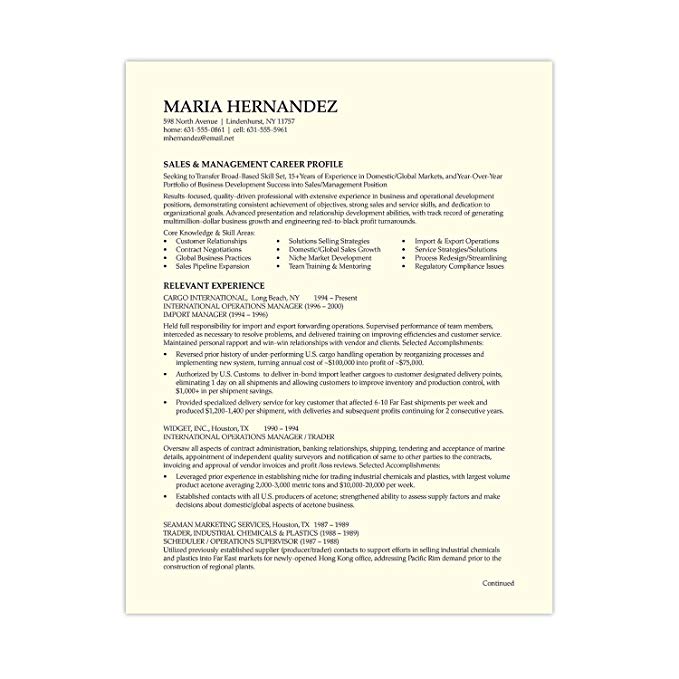 MARIA HERNANDEZ
598 North Avenue | Lindenhurst, NY 11757
home: 631-555-0861 | cell: 631-555-5961
mhernandez@email.net
SALES & MANAGEMENT CAREER PROFILE
Seeking to Transfer Broad-Based Skill Set, 15+Years of Experience in Domestic/Global Markets, andYear-Over-Year
Portfolio of Business Development Success into Sales/Management Position
Results-focused, quality-driven professional with extensive experience in business and operational development
positions, demonstrating consistent achievement of objectives, strong sales and service skills, and dedication to
organizational goals. Advanced presentation and relationship development abilities, with track record of generating
multimillion-dollar business growth and engineering red-to-black profit turnarounds.
Core Knowledge & Skill Areas:
• Customer Relationships • Solutions Selling Strategies • Import & Export Operations
• Contract Negotiations • Domestic/Global Sales Growth • Service Strategies/Solutions
• Global Business Practices • Niche Market Development • Process Redesign/Streamlining
• Sales Pipeline Expansion • Team Training & Mentoring • Regulatory Compliance Issues
RELEVANT EXPERIENCE
CARGO INTERNATIONAL, Long Beach, NY 1994 – Present
INTERNATIONAL OPERATIONS MANAGER (1996 – 2000)
IMPORT MANAGER (1994 – 1996)
Held full responsibility for import and export forwarding operations. Supervised performance of team members,
interceded as necessary to resolve problems, and delivered training on improving efficiencies and customer service.
Maintained personal rapport and win-win relationships with vendor and clients. Selected Accomplishments:
• Reversed prior history of under-performing U.S. cargo handling operation by reorganizing processes and
implementing new system, turning annual cost of ~$100,000 into profit of ~$75,000.
• Authorized by U.S. Customs to deliver in-bond import leather cargoes to customer designated delivery points,
eliminating 1 day on all shipments and allowing customers to improve inventory and production control, with
$1,000+ in per shipment savings.
• Provided specialized delivery service for key customer that affected 6-10 Far East shipments per week and
produced $1,200-1,400 per shipment, with deliveries and subsequent profits continuing for 2 consecutive years.
WIDGET, INC., Houston, TX 1990 – 1994
INTERNATIONAL OPERATIONS MANAGER / TRADER
Oversaw all aspects of contract administration, banking relationships, shipping, tendering and acceptance of marine
details, appointment of independent quality surveyors and notification of same to other parties to the contracts,
invoicing and approval of vendor invoices and profit /loss reviews. Selected Accomplishments:
• Leveraged prior experience in establishing niche for trading industrial chemicals and plastics, with largest volume
product acetone averaging 2,000-3,000 metric tons and $10,000-20,000 per week.
• Established contacts with all U.S. producers of acetone; strengthened ability to assess supply factors and make
decisions about domestic/global aspects of acetone business.
SEAMAN MARKETING SERVICES, Houston, TX 1987 – 1989
TRADER, INDUSTRIAL CHEMICALS & PLASTICS (1988 – 1989)
SCHEDULER / OPERATIONS SUPERVISOR (1987 – 1988)
Utilized previously established supplier (producer/trader) contacts to support efforts in selling industrial chemicals
and plastics into Far East markets for newly-opened Hong Kong office, addressing Pacific Rim demand prior to the
construction of regional plants.
Continued